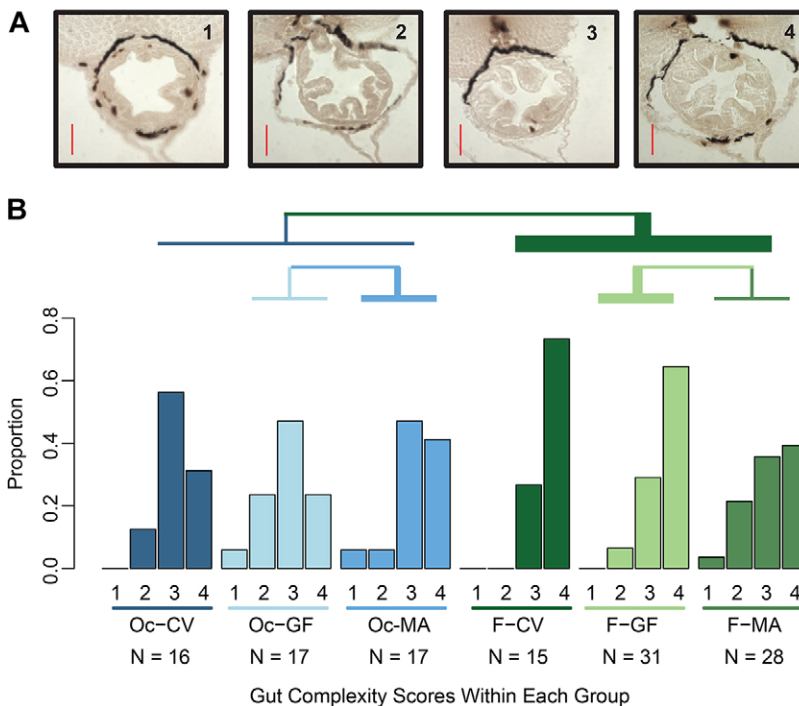 A
1
2
3
4
B
Proportion
0.8
0.6
0.4
0.2
0.0
1 2 3 4 1 2 3 4 1 2 3 4 1 2 3 4 1 2 3 4 1 2 3 4
Oc−CV Oc−GF Oc−MA F−CV F−GF F−MA
N = 16 N = 17 N = 17 N = 15 N = 31 N = 28
Gut Complexity Scores Within Each Group